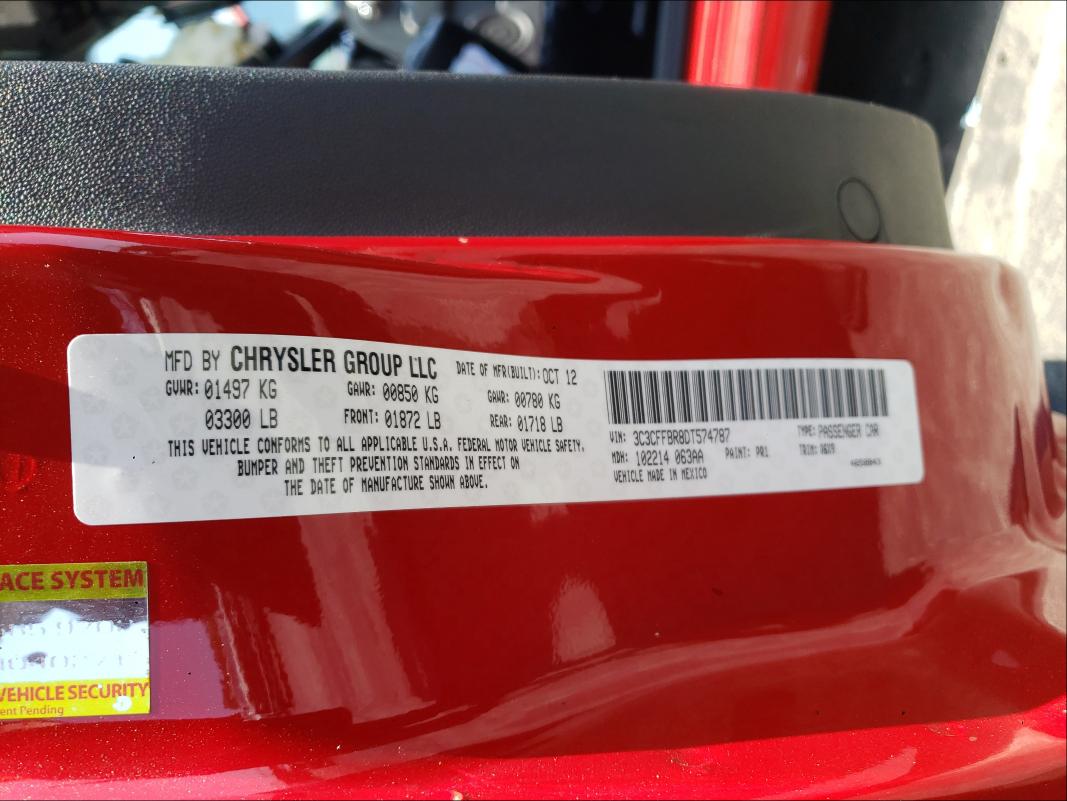 MFD BY CHRYSLER GROUP LLC DATE OF MFR(BUILT): OCT 12
GVWR: 01497 KG GAWR: 00850 KG GAWR: 00780 KG
03300 LB FRONT: 01872 LB REAR: 01718 LB
THIS VEHICLE CONFORMS TO ALL APPLICABLE U.S.A. FEDERAL MOTOR VEHICLE SAFETY.
BUMPER AND THEFT PREVENTION STANDARDS IN EFFECT ON
THE DATE OF MANUFACTURE SHOWN ABOVE.
VIN: 3C3CFFBR8DT574787 TYPE: PASSENGER CAR
MDH: 102214 063AA PAINT: PR1 TRIM: X9
VEHICLE MADE IN MEXICO
ACE SYSTEM
VEHICLE SECURITY
ent Pending